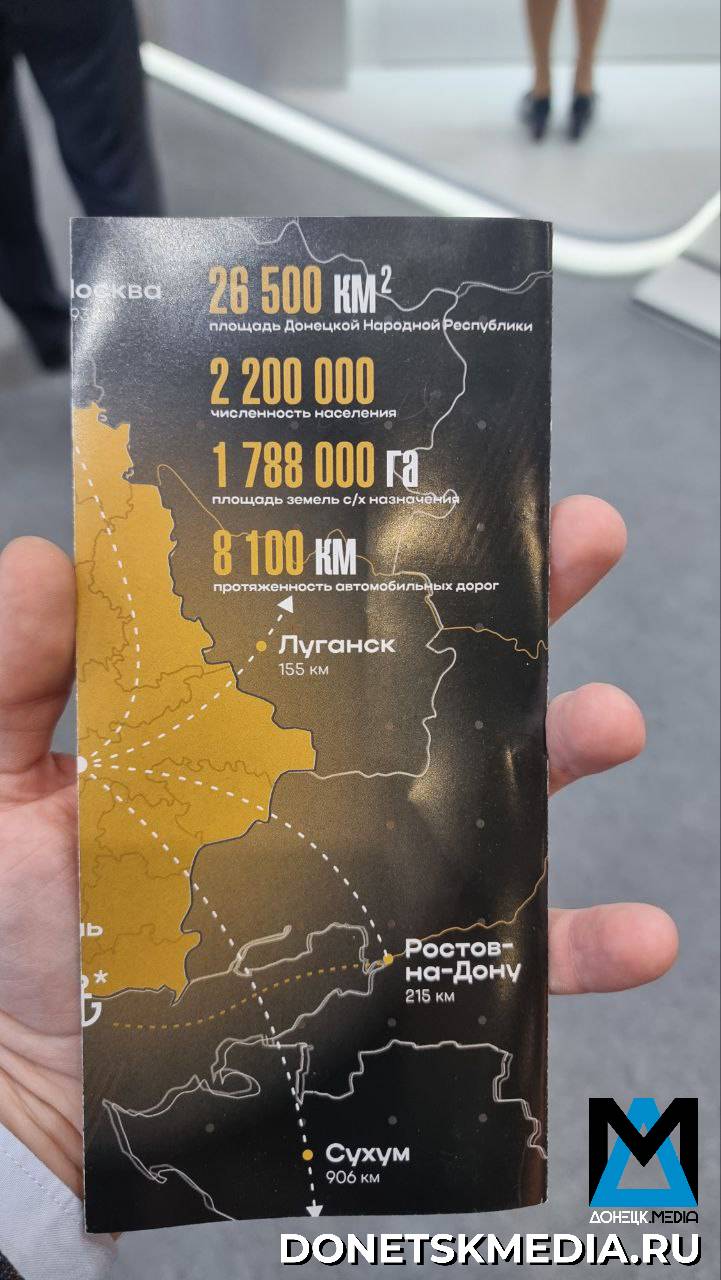 26 500 км²
площадь Донецкой Народной Республики
2 200 000
численность населения
1 788 000 га
площадь земель с/х назначения
8 100 км
протяженность автомобильных дорог
Луганск
155 км
Ростов-
на-Дону
215 км
Сухум
906 км
ДОНЕЦК.MEDIA
DONETSKMEDIA.RU